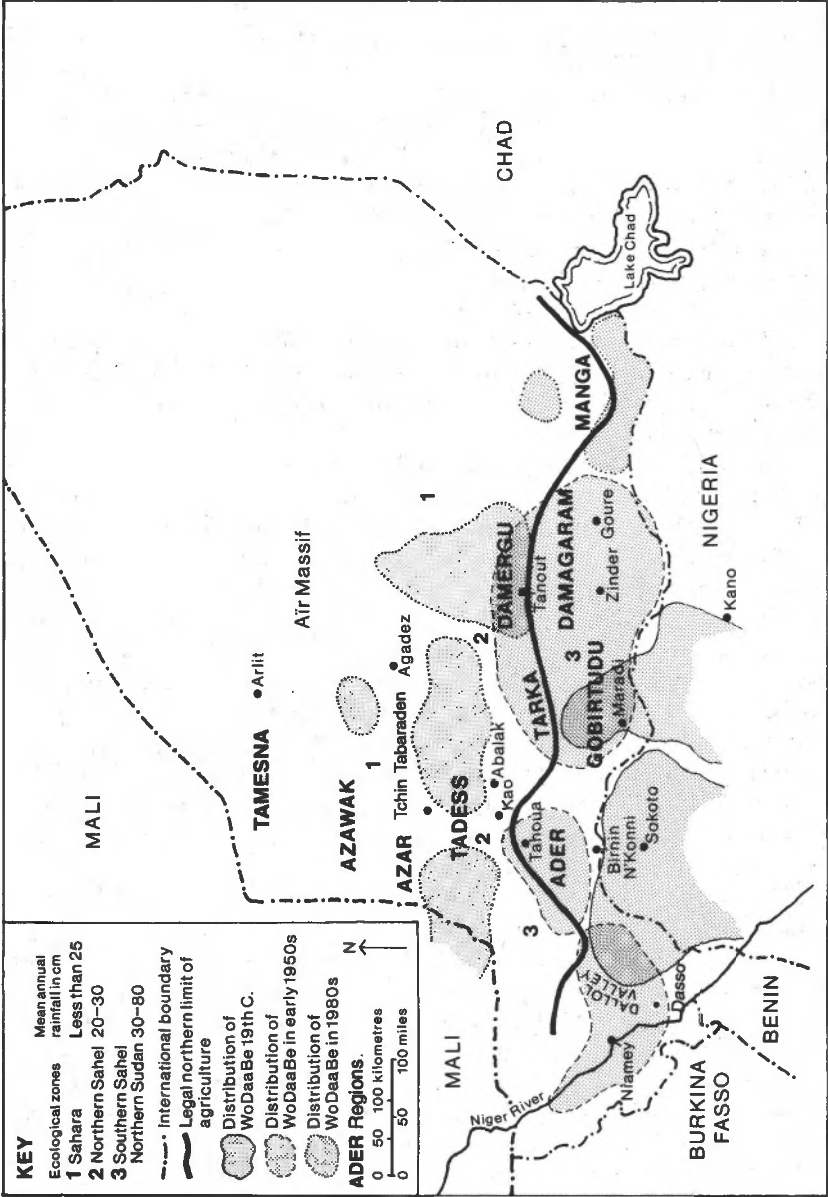 KEY
Ecological zones
Mean annual
rainfall in cm
1 Sahara Less than 25
2 Northern Sahel 20-30
3 Southern Sahel
Northern Sudan 30-80
International boundary
Legal northern limit of
agriculture
Distribution of
WoDaaBe 19th C.
Distribution of
WoDaaBe in early 1950s
Distribution of
WoDaaBe in 1980s
ADER Regions.
0 50 100 kilometres
0 50 100 miles
N
MALI
TAMESNA
Arlit
Aïr Massif
AZAWAK
1
AZAR
Tchin Tabaraden
Agadez
1
TADESS
2
2
Abalak
Kao
DAMERGU
Tanout
CHAD
MALI
3
Tahoua
ADER
TARKA
DAMAGARAM
3
GOBIRTUDU
Maradi
Zinder
Goure
MANGA
Lake Chad
Niger River
Niamey
DALLOL
VALLEY
Dasso
Birnin
N'Konni
Sokoto
Kano
NIGERIA
BURKINA
FASSO
BENIN